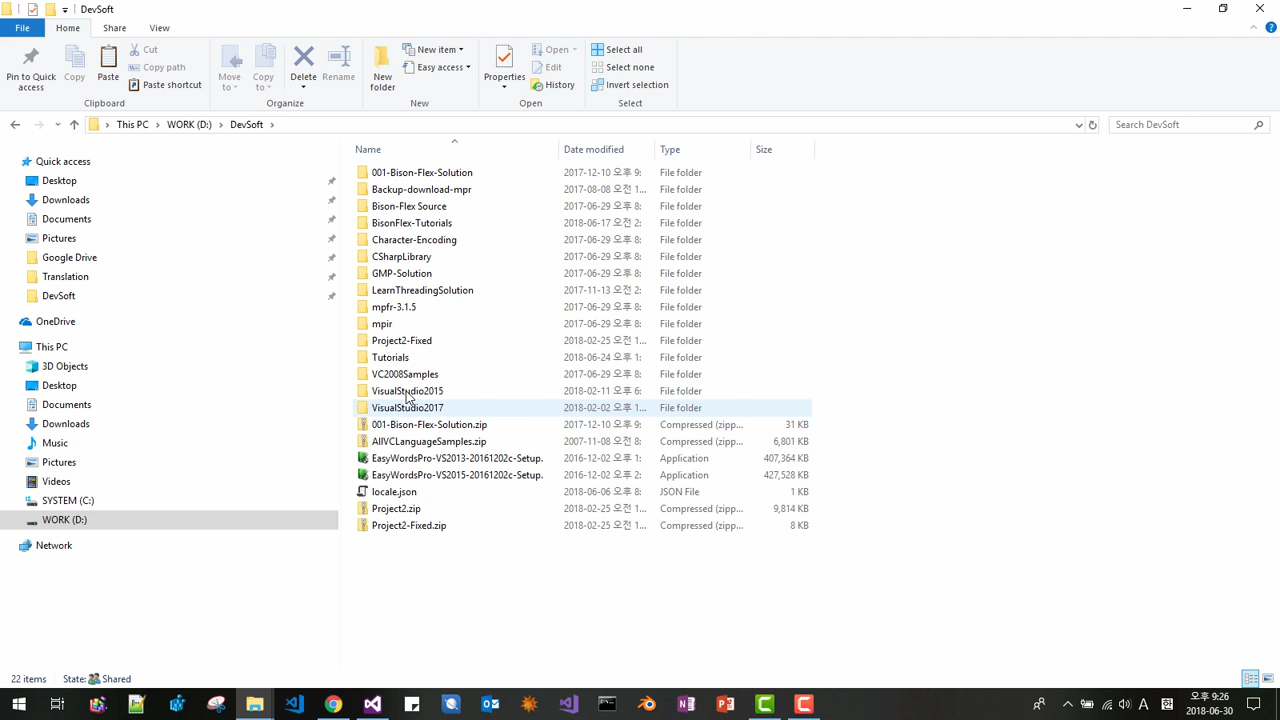 DevSoft
File Home Share View
Pin to Quick access
Copy
Paste
Cut
Copy path
Paste shortcut
Clipboard
Move to
Copy to
Delete
Rename
Organize
New folder
New item
Easy access
New
Properties
Open
Edit
History
Open
Select all
Select none
Invert selection
Select
This PC > WORK (D:) > DevSoft >
Search DevSoft
Quick access
Desktop
Downloads
Documents
Pictures
Google Drive
Translation
DevSoft
OneDrive
This PC
3D Objects
Desktop
Documents
Downloads
Music
Pictures
Videos
SYSTEM (C:)
WORK (D:)
Network
Name Date modified Type Size
001-Bison-Flex-Solution 2017-12-10 오후 9: File folder
Backup-download-mpr 2017-08-08 오전 1... File folder
Bison-Flex Source 2017-06-29 오후 8: File folder
BisonFlex-Tutorials 2018-06-17 오전 2: File folder
Character-Encoding 2017-06-29 오후 8: File folder
CSharpLibrary 2017-06-29 오후 8: File folder
GMP-Solution 2017-06-29 오후 8: File folder
LearnThreadingSolution 2017-11-13 오전 2: File folder
mpfr-3.1.5 2017-06-29 오후 8: File folder
mpir 2017-06-29 오후 8: File folder
Project2-Fixed 2018-02-25 오전 1... File folder
Tutorials 2018-06-24 오후 1: File folder
VC2008Samples 2017-06-29 오후 8: File folder
VisualStudio2015 2018-02-11 오후 6: File folder
VisualStudio2017 2018-02-02 오후 1... File folder
001-Bison-Flex-Solution.zip 2017-12-10 오후 9: Compressed (zipp... 31 KB
AllVCLanguageSamples.zip 2007-11-08 오전 8: Compressed (zipp... 6,801 KB
EasyWordsPro-VS2013-20161202c-Setup. 2016-12-02 오후 1: Application 407,364 KB
EasyWordsPro-VS2015-20161202c-Setup. 2016-12-02 오후 2: Application 427,528 KB
locale.json 2018-06-06 오후 8: JSON File 1 KB
Project2.zip 2018-02-25 오전 1... Compressed (zipp... 9,814 KB
Project2-Fixed.zip 2018-02-25 오전 1... Compressed (zipp... 8 KB
22 items State: Shared
A
오후 9:26
2018-06-30